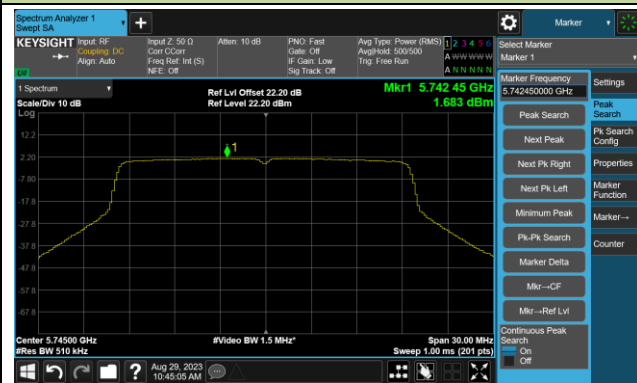 Spectrum Analyzer 1
Swept SA
Marker
KEYSIGHT
Input: RF
Coupling: DC
Align: Auto
Input Z: 50 Ω
Corr CCorr
Freq Ref: Int (S)
NFE: Off
Atten: 10 dB
PNO: Fast
Gate: Off
IF Gain: Low
Sig Track: Off
Avg Type: Power (RMS)
Avg|Hold: 500/500
Trig: Free Run
1 2 3 4 5 6
A W W W W W
A N N N N N
Select Marker
Marker 1
LXI
1 Spectrum
Scale/Div 10 dB
Log
Ref Lvl Offset 22.20 dB
Ref Level 22.20 dBm
Mkr1 5.742 45 GHz
1.683 dBm
12.2
2.20
-7.80
-17.8
-27.8
-37.8
-47.8
-57.8
-67.8
1
Center 5.74500 GHz
#Res BW 510 kHz
#Video BW 1.5 MHz*
Span 30.00 MHz
Sweep 1.00 ms (201 pts)
Marker Frequency
5.742450000 GHz
Peak Search
Next Peak
Next Pk Right
Next Pk Left
Minimum Peak
Pk-Pk Search
Marker Delta
Mkr→CF
Mkr→Ref Lvl
Continuous Peak
Search
On
Off
Settings
Peak
Search
Pk Search
Config
Properties
Marker
Function
Marker→
Counter
?
Aug 29, 2023
10:45:05 AM